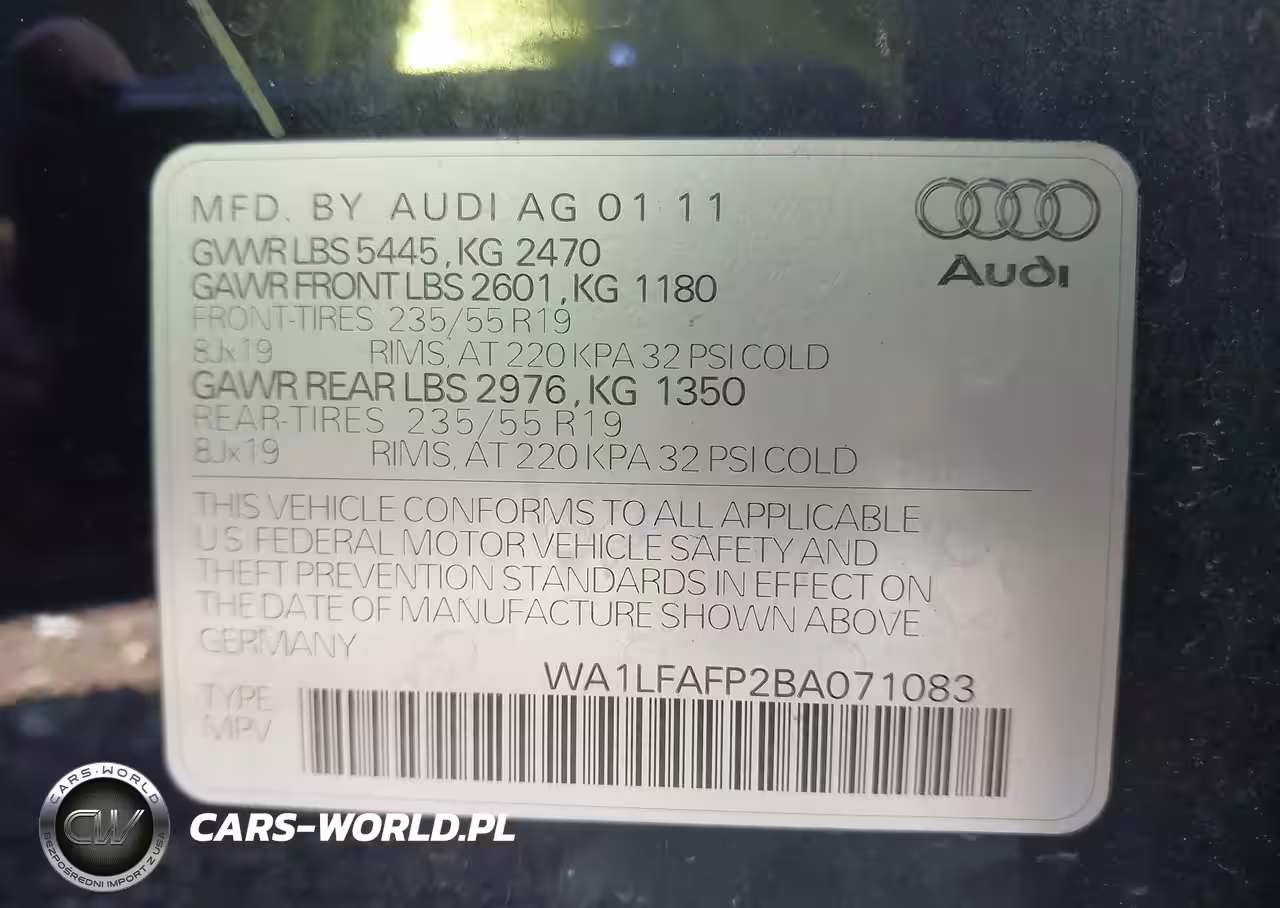 MFD. BY AUDI AG 01 11
GVWR LBS 5445, KG 2470
GAWR FRONT LBS 2601, KG 1180
FRONT-TIRES 235/55 R19
8Jx19 RIMS, AT 220 KPA 32 PSI COLD
GAWR REAR LBS 2976, KG 1350
REAR-TIRES 235/55 R19
8Jx19 RIMS, AT 220 KPA 32 PSI COLD
Audi
THIS VEHICLE CONFORMS TO ALL APPLICABLE
U.S. FEDERAL MOTOR VEHICLE SAFETY AND
THEFT PREVENTION STANDARDS IN EFFECT ON
THE DATE OF MANUFACTURE SHOWN ABOVE.
GERMANY
WA1LFAFP2BA071083
TYPE
MPV
CARS-WORLD
CW
BEZPOŚREDNI IMPORT Z USA
CARS-WORLD.PL